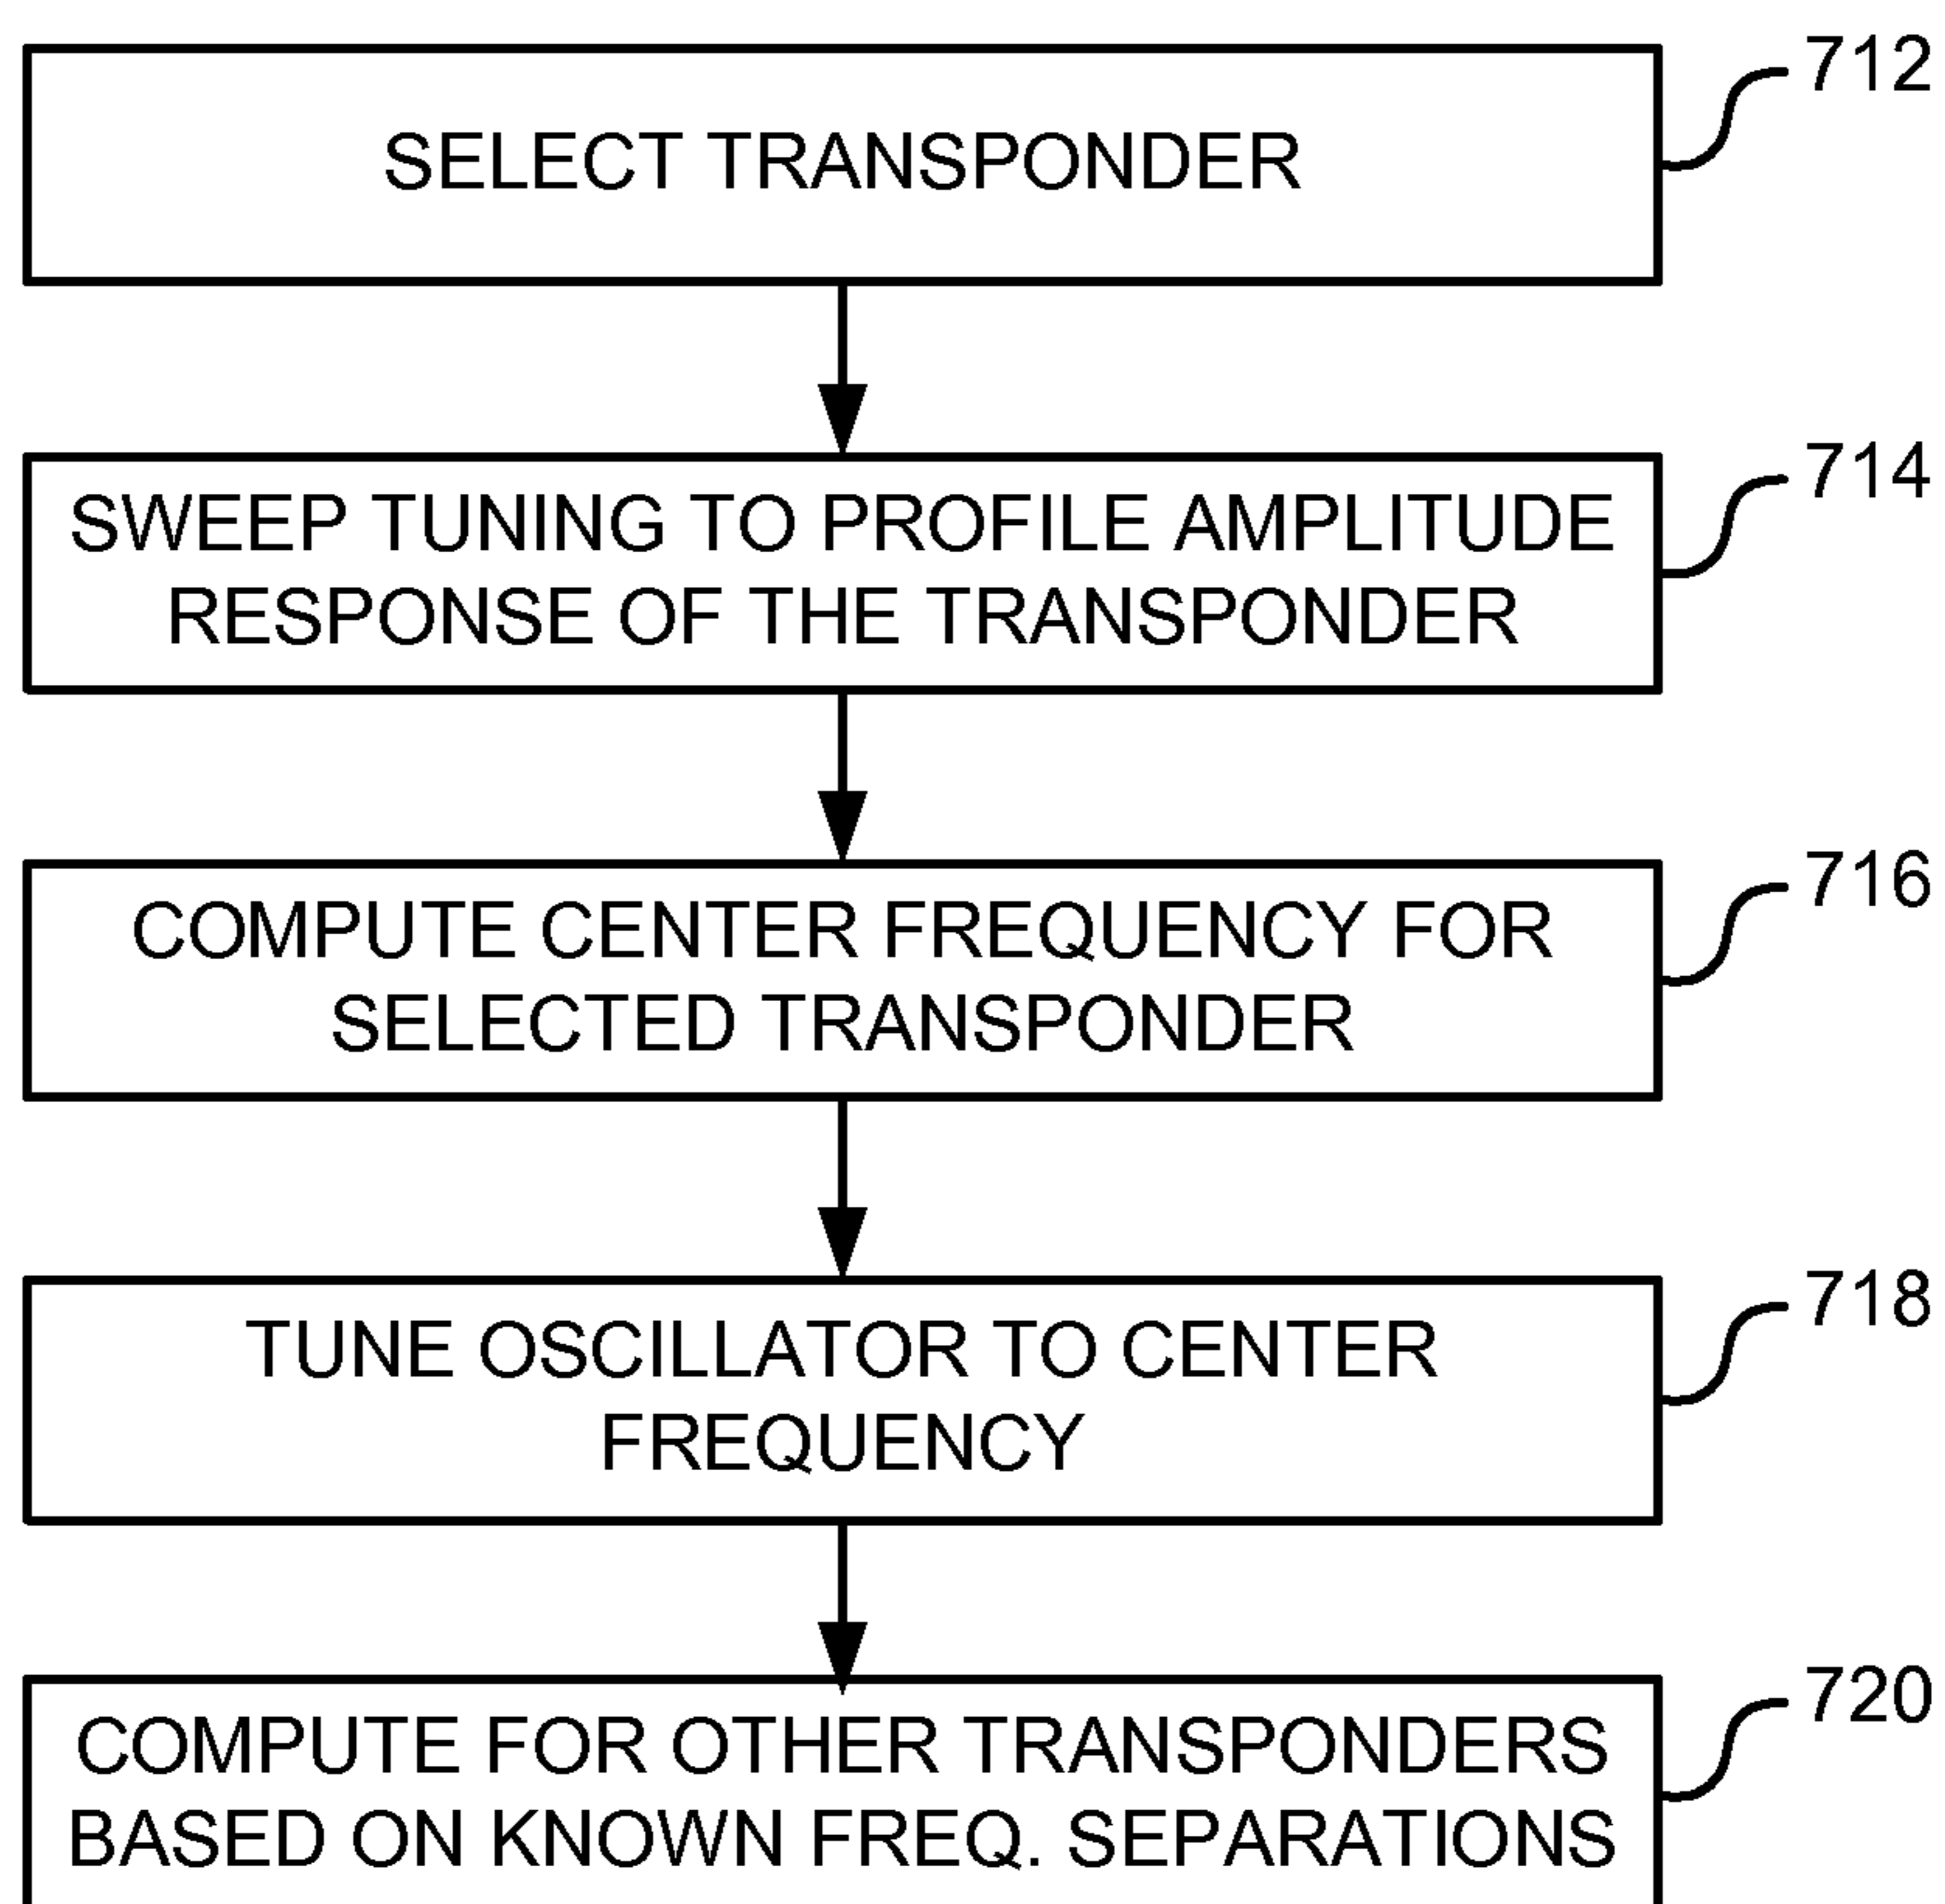 712
SELECT TRANSPONDER
714
SWEEP TUNING TO PROFILE AMPLITUDE
RESPONSE OF THE TRANSPONDER
716
COMPUTE CENTER FREQUENCY FOR
SELECTED TRANSPONDER
718
TUNE OSCILLATOR TO CENTER
FREQUENCY
720
COMPUTE FOR OTHER TRANSPONDERS
BASED ON KNOWN FREQ. SEPARATIONS